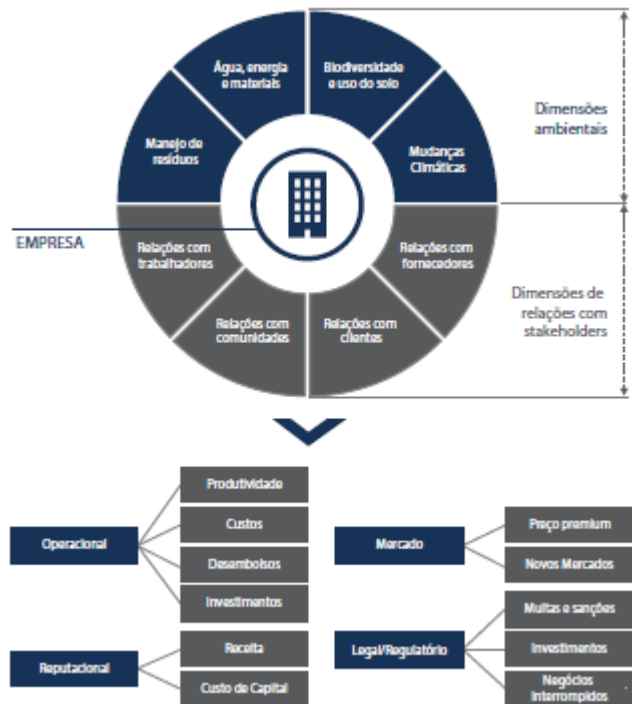 Água, energia
e materiais
Biodiversidade
e uso do solo
Manejo de
resíduos
Mudanças
Climáticas
Dimensões
ambientais
EMPRESA
Relações com
trabalhadores
Relações com
fornecedores
Relações com
comunidades
Relações com
clientes
Dimensões de
relações com
stakeholders
Operacional
Produtividade
Custos
Desembolsos
Investimentos
Reputacional
Receita
Custo de Capital
Mercado
Preço premium
Novos Mercados
Legal/Regulatório
Multas e sanções
Investimentos
Negócios
Interrompidos